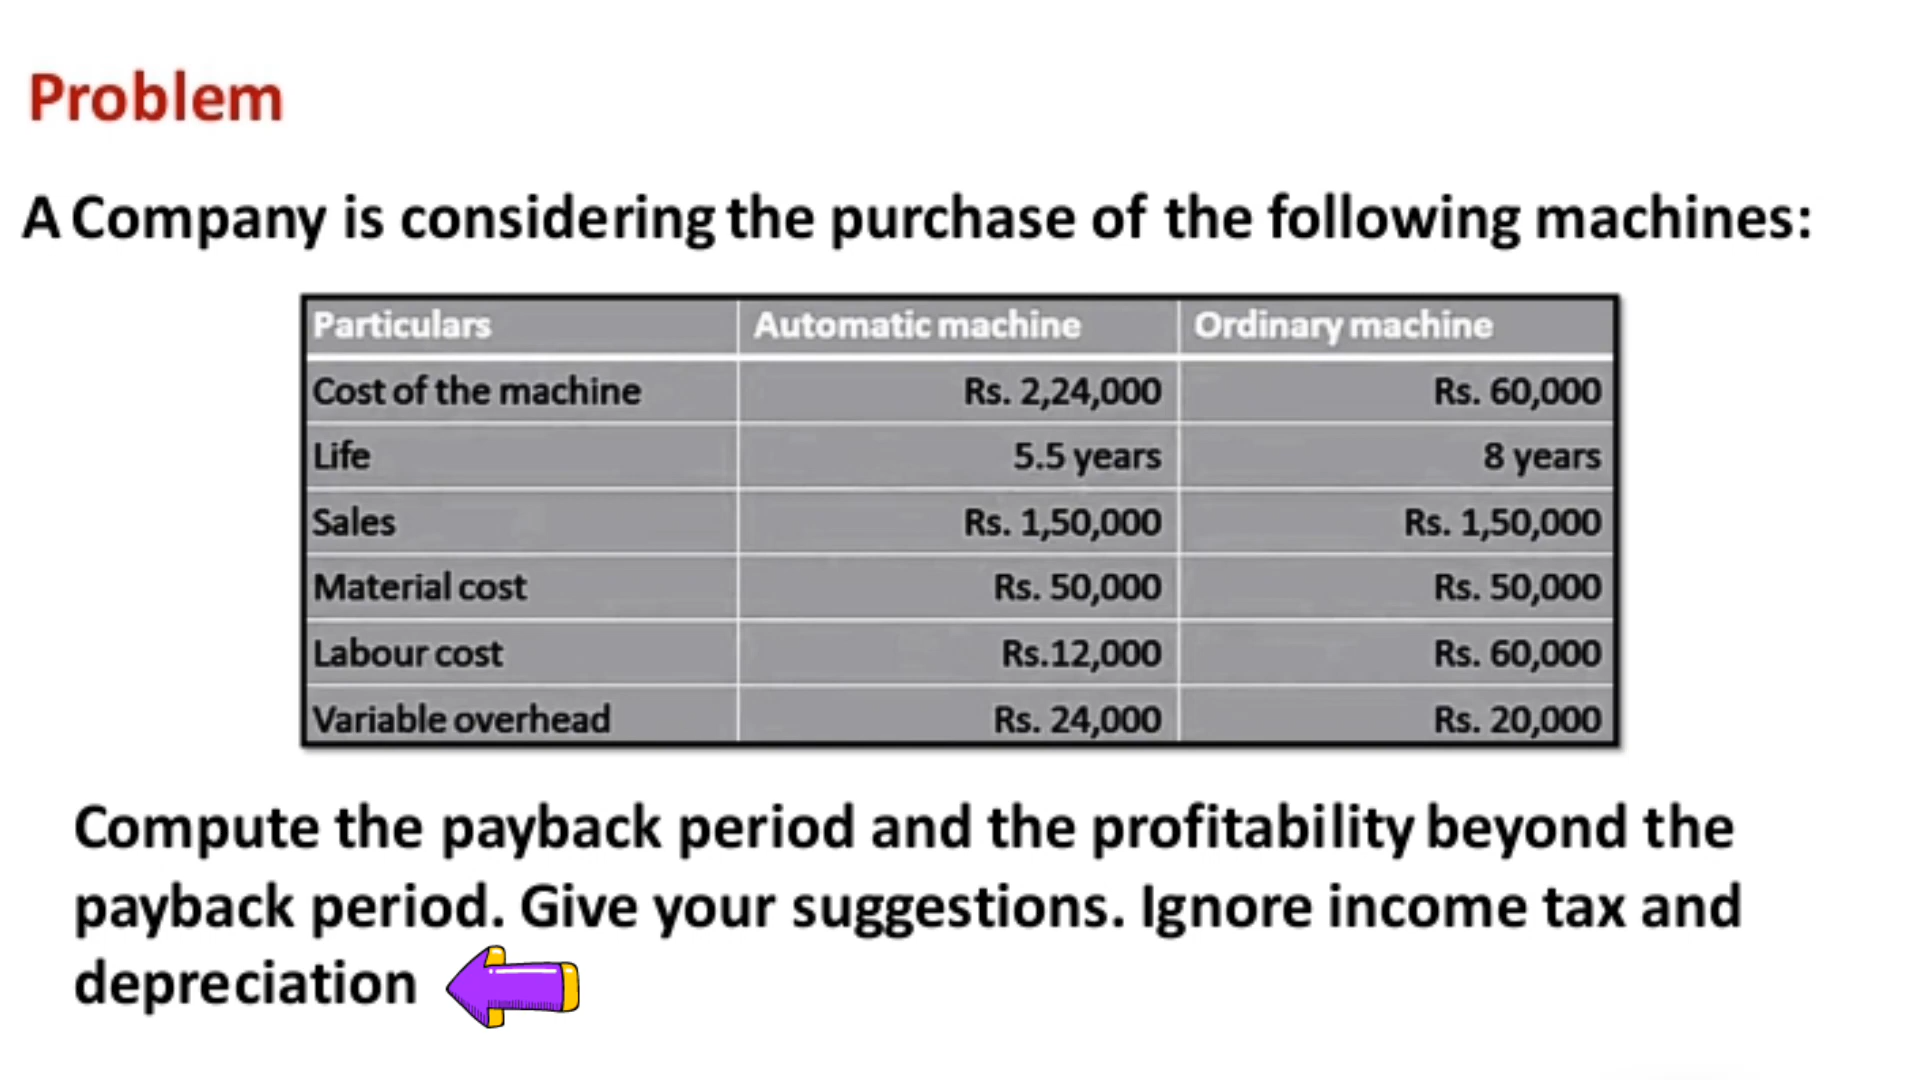 Problem
A Company is considering the purchase of the following machines:
Particulars Automatic machine Ordinary machine
Cost of the machine Rs. 2,24,000 Rs. 60,000
Life 5.5 years 8 years
Sales Rs. 1,50,000 Rs. 1,50,000
Material cost Rs. 50,000 Rs. 50,000
Labour cost Rs.12,000 Rs. 60,000
Variable overhead Rs. 24,000 Rs. 20,000
Compute the payback period and the profitability beyond the
payback period. Give your suggestions. Ignore income tax and
depreciation